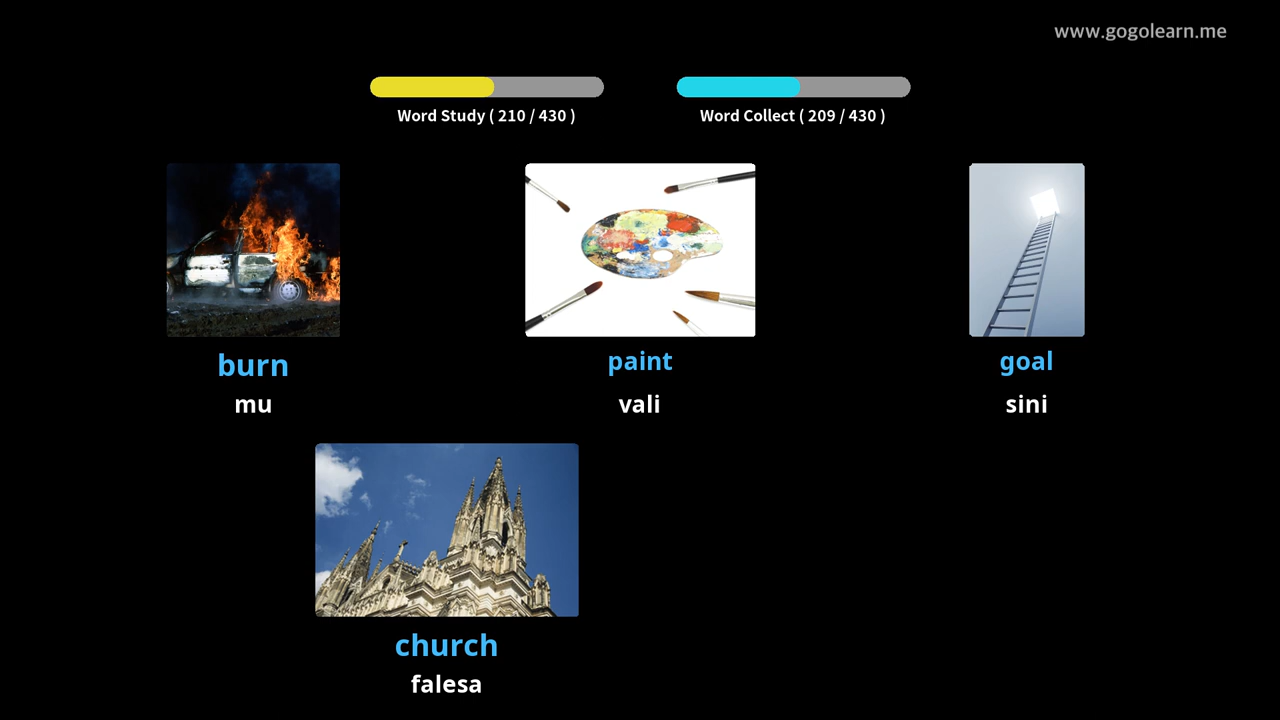 www.gogolearn.me
Word Study ( 210 / 430 )
Word Collect ( 209 / 430 )
burn
mu
paint
vali
goal
sini
church
falesa